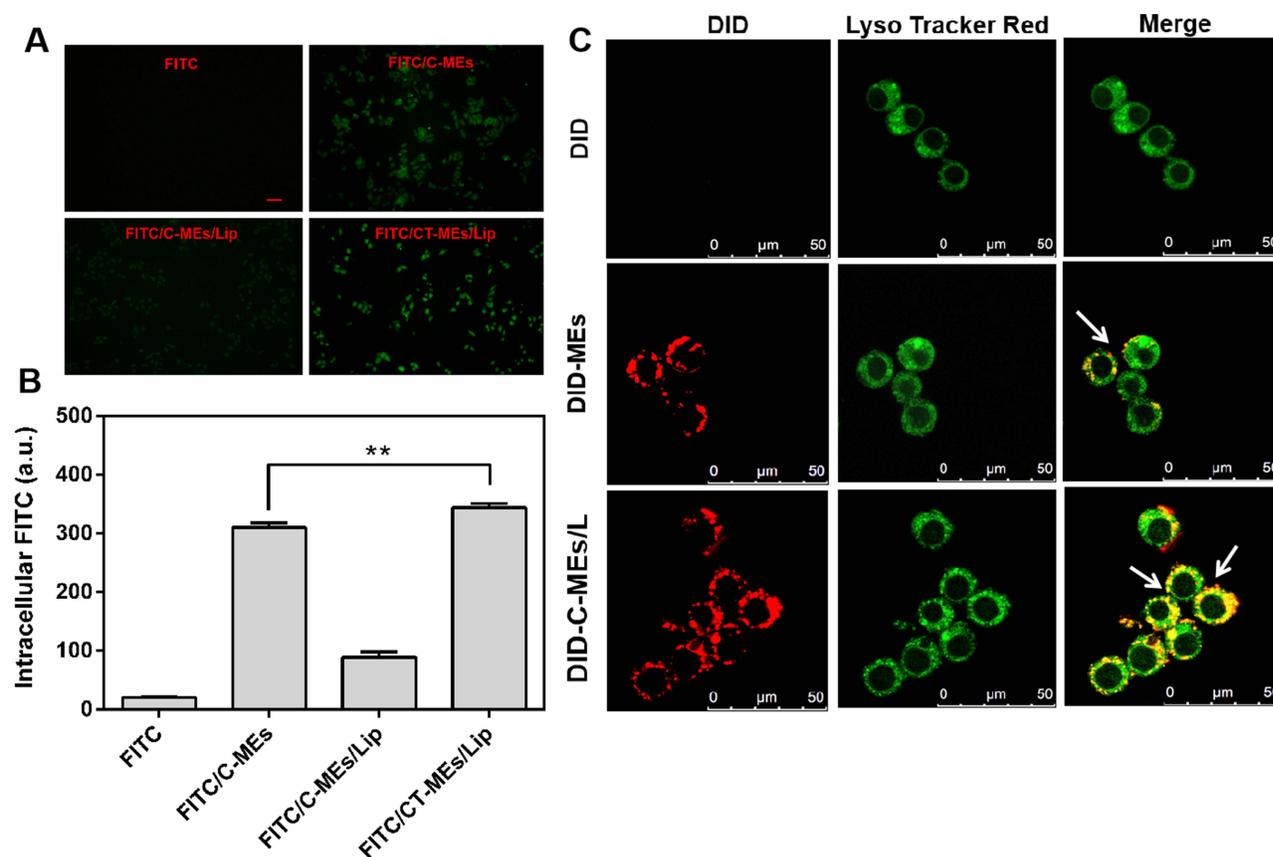 A
FITC
FITC/C-MEs
FITC/C-MEs/Lip
FITC/CT-MEs/Lip
B
Intracellular FITC (a.u.)
500
400
300
200
100
0
**
FITC
FITC/C-MEs
FITC/C-MEs/Lip
FITC/CT-MEs/Lip
C
DID
Lyso Tracker Red
Merge
DID
0 µm 50
0 µm 50
0 µm 50
DID-MEs
0 µm 50
0 µm 50
0 µm 50
DID-C-MEs/L
0 µm 50
0 µm 50
0 µm 50